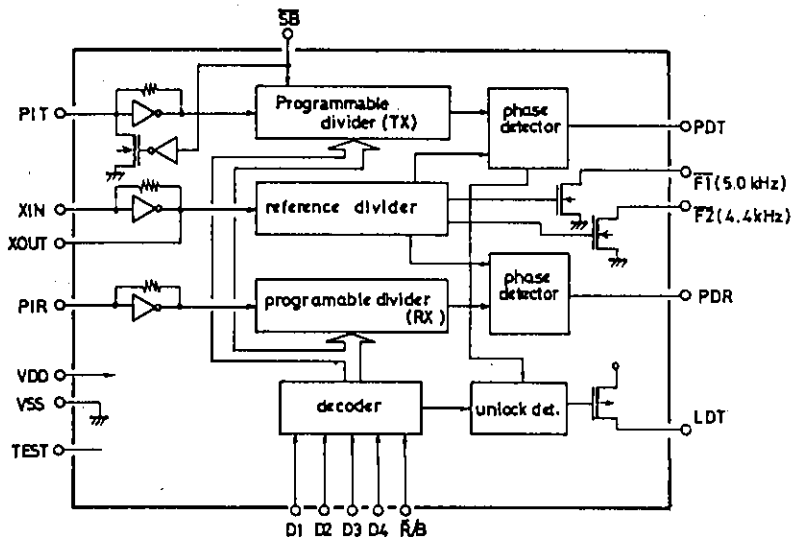 SB
PIT
Programmable
divider (TX)
phase
detector
PDT
F1 (5.0 kHz)
XIN
reference divider
F2 (4.4kHz)
XOUT
PIR
programable divider
(RX)
phase
detector
PDR
VDD
VSS
decoder
unlock det.
LDT
TEST
D1 D2 D3 D4 R/B